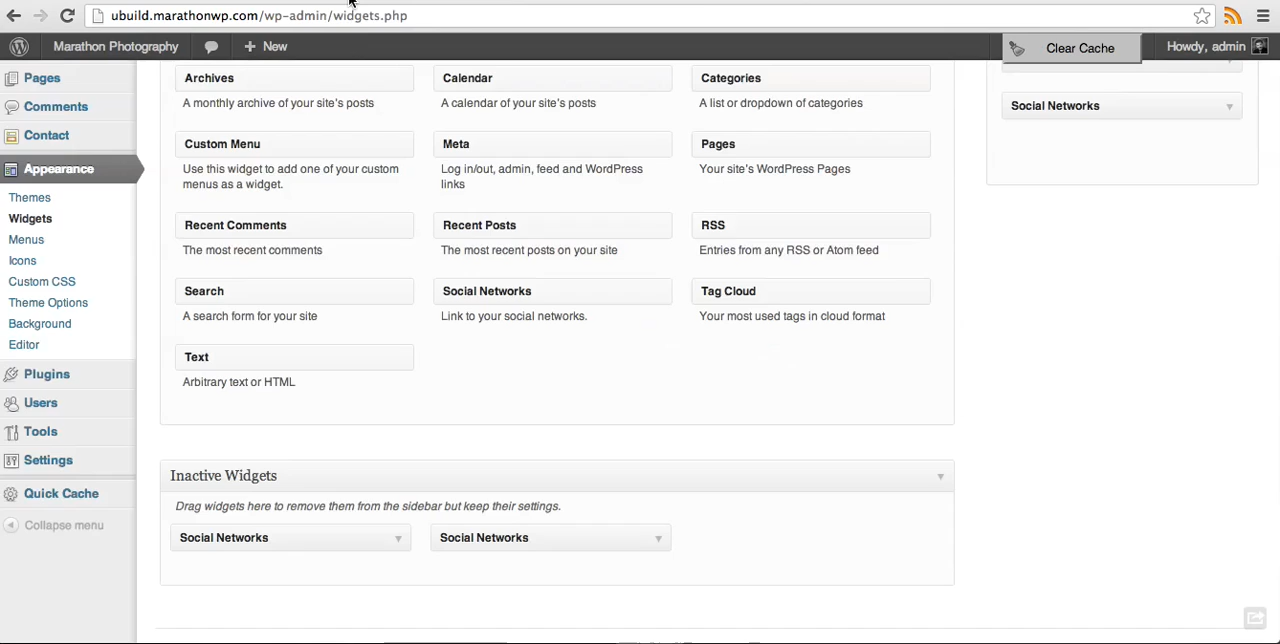 ubuild.marathonwp.com/wp-admin/widgets.php
Marathon Photography
New
Clear Cache
Howdy, admin
Pages
Comments
Contact
Appearance
Themes
Widgets
Menus
Icons
Custom CSS
Theme Options
Background
Editor
Plugins
Users
Tools
Settings
Quick Cache
Collapse menu
Archives
A monthly archive of your site's posts
Calendar
A calendar of your site's posts
Categories
A list or dropdown of categories
Custom Menu
Use this widget to add one of your custom
menus as a widget.
Meta
Log in/out, admin, feed and WordPress
links
Pages
Your site's WordPress Pages
Recent Comments
The most recent comments
Recent Posts
The most recent posts on your site
RSS
Entries from any RSS or Atom feed
Search
A search form for your site
Social Networks
Link to your social networks.
Tag Cloud
Your most used tags in cloud format
Text
Arbitrary text or HTML
Inactive Widgets
Drag widgets here to remove them from the sidebar but keep their settings.
Social Networks
Social Networks
Social Networks